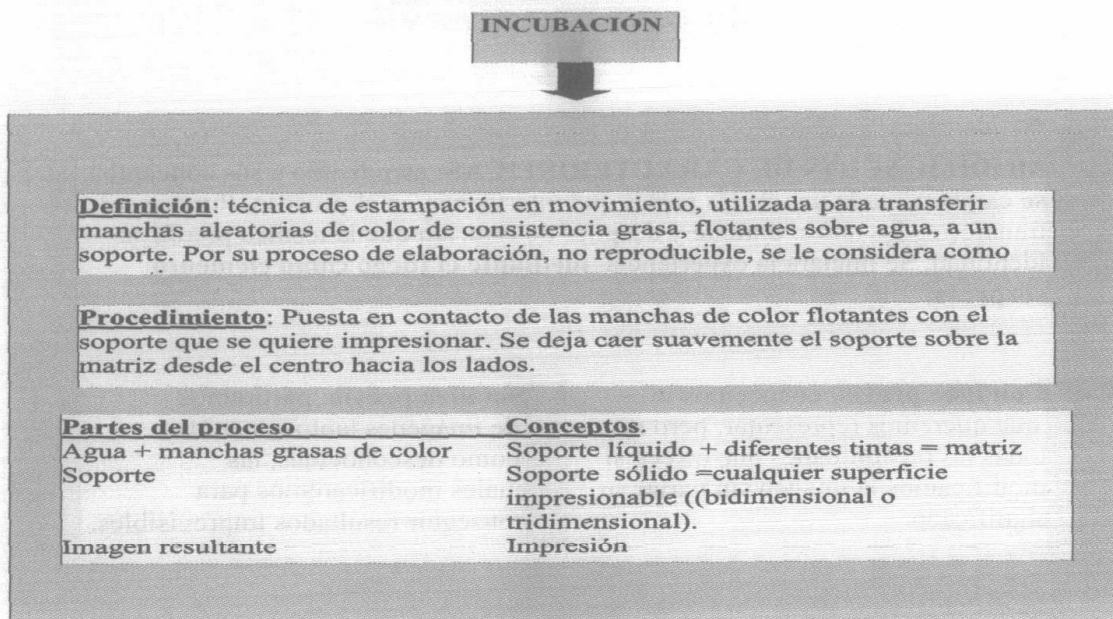 INCUBACIÓN
Definición: técnica de estampación en movimiento, utilizada para transferir
manchas aleatorias de color de consistencia grasa, flotantes sobre agua, a un
soporte. Por su proceso de elaboración, no reproducible, se le considera como
Procedimiento: Puesta en contacto de las manchas de color flotantes con el
soporte que se quiere impresionar. Se deja caer suavemente el soporte sobre la
matriz desde el centro hacia los lados.
Partes del proceso Conceptos.
Agua + manchas grasas de color Soporte líquido + diferentes tintas = matriz
Soporte Soporte sólido =cualquier superficie
impresionable ((bidimensional o
tridimensional).
Imagen resultante Impresión